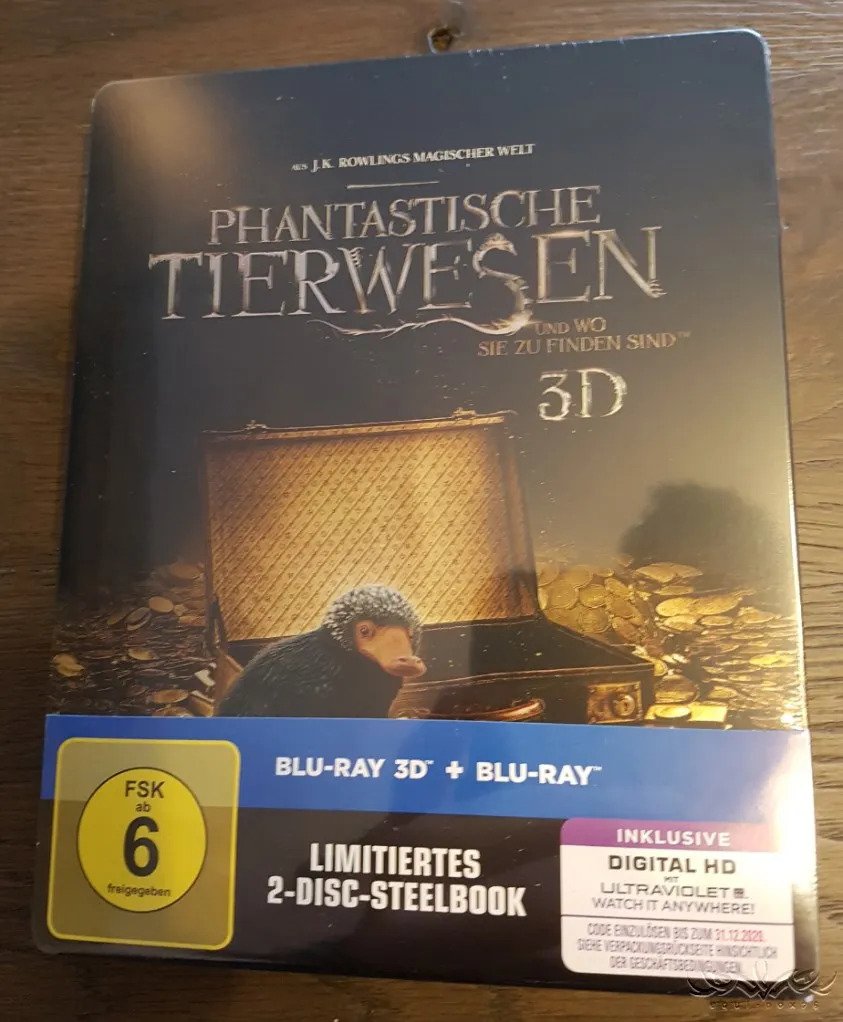 AUS J.K. ROWLINGS MAGISCHER WELT
PHANTASTISCHE
TIERWESEN
UND WO
SIE ZU FINDEN SIND™
3D
BLU-RAY 3D™ + BLU-RAY™
FSK
ab
6
freigegeben
LIMITIERTES
2-DISC-STEELBOOK
INKLUSIVE
DIGITAL HD
MIT
ULTRAVIOLET
WATCH IT ANYWHERE!
CODE EINZULÖSEN BIS ZUM 31.12.2020.
SIEHE VERPACKUNGSRÜCKSEITE HINSICHTLICH
DER GESCHÄFTSBEDINGUNGEN.